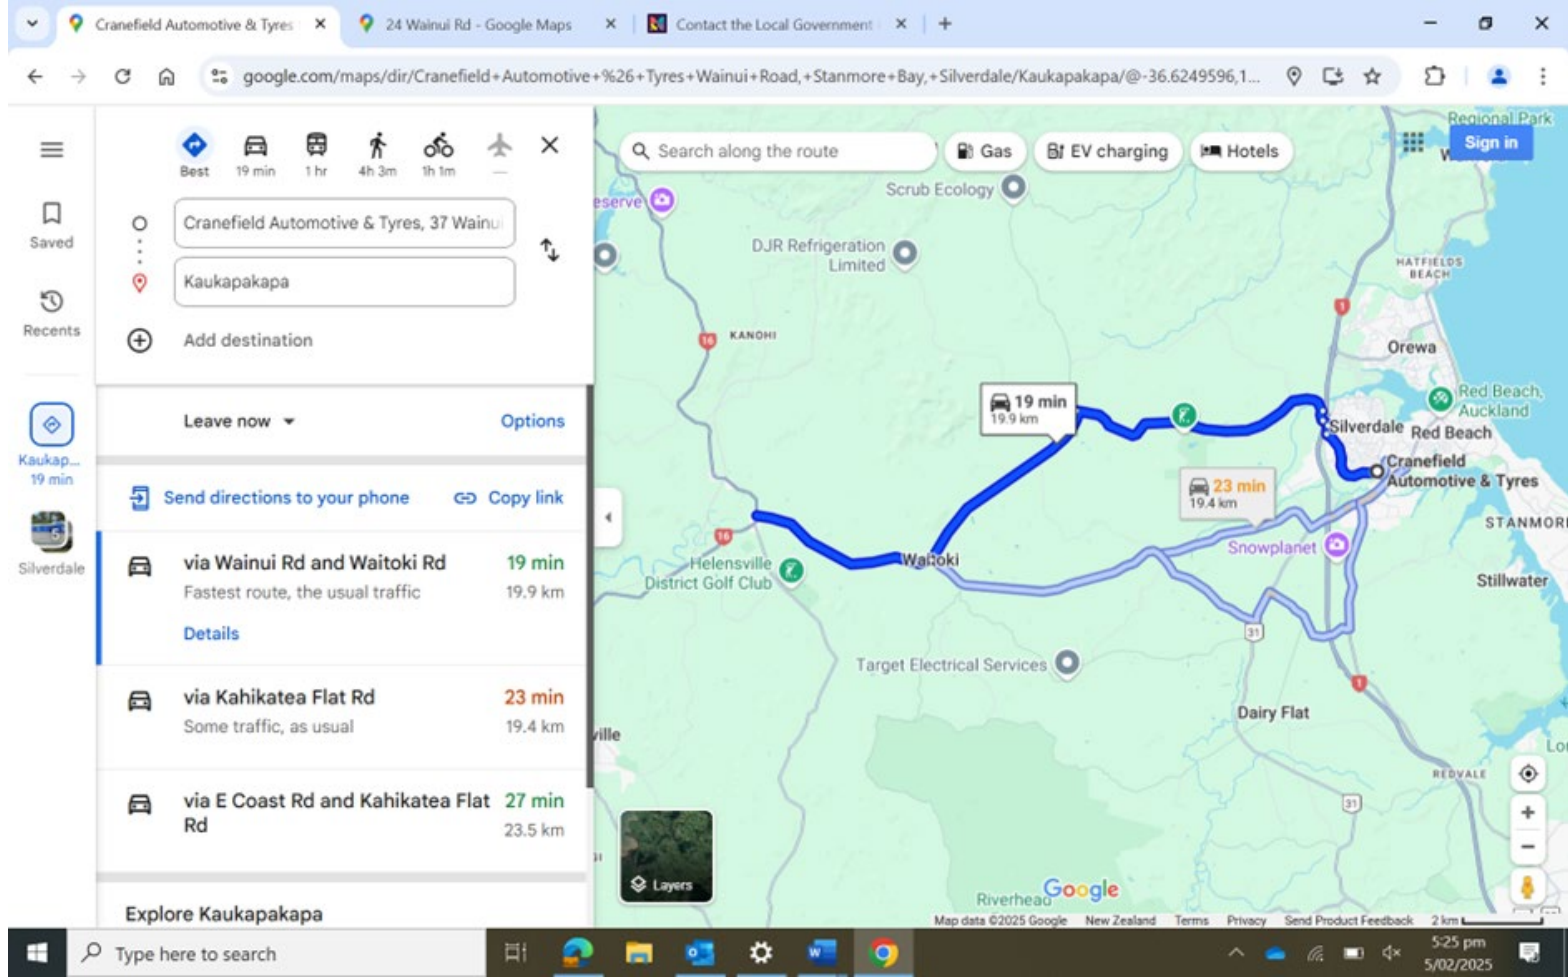 Cranefield Automotive & Tyres
24 Wainui Rd - Google Maps
Contact the Local Government
google.com/maps/dir/Cranefield+Automotive+%26+Tyres+Wainui+Road,+Stanmore+Bay,+Silverdale/Kaukapakapa/@-36.6249596,1...
Saved
Recents
Kaukap...
19 min
Silverdale
Best
19 min
1 hr
4h 3m
1h 1m
—
Cranefield Automotive & Tyres, 37 Wainui
Kaukapakapa
Add destination
Leave now
Options
Send directions to your phone
Copy link
via Wainui Rd and Waitoki Rd
19 min
Fastest route, the usual traffic
19.9 km
Details
via Kahikatea Flat Rd
23 min
Some traffic, as usual
19.4 km
via E Coast Rd and Kahikatea Flat
Rd
27 min
23.5 km
Explore Kaukapakapa
Search along the route
Gas
EV charging
Hotels
Sign in
Regional Park
W
eserve
Scrub Ecology
DJR Refrigeration
Limited
HATFIELDS
BEACH
1
16
KANOHI
Orewa
19 min
19.9 km
Red Beach,
Auckland
Silverdale
Red Beach
Cranefield
Automotive & Tyres
23 min
19.4 km
STANMOR
16
Snowplanet
Waitoki
Helensville
District Golf Club
Stillwater
31
Target Electrical Services
1
Dairy Flat
ville
Lo
REDVALE
31
Layers
Riverhead
Google
Map data ©2025 Google
New Zealand
Terms
Privacy
Send Product Feedback
2 km
Type here to search
5:25 pm
5/02/2025